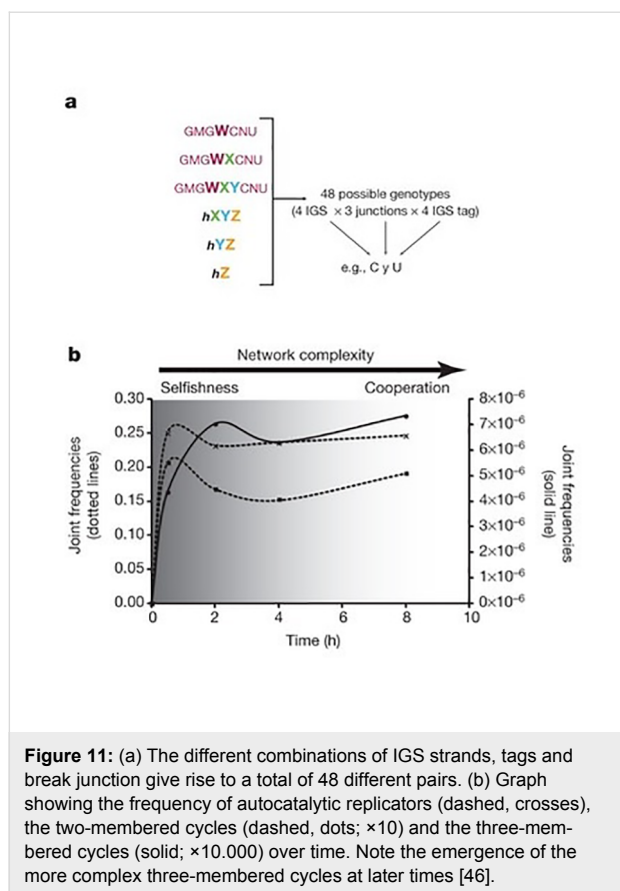 a
GMGWCNU
GMGWXCNU
GMGWXYCNU
hXYZ
hYZ
hZ
48 possible genotypes
(4 IGS × 3 junctions × 4 IGS tag)
e.g., C y U
b
Network complexity
Selfishness
Cooperation
Joint frequencies
(dotted lines)
0.30
0.25
0.20
0.15
0.10
0.05
0.00
0
2
4
6
8
10
Time (h)
8×10⁻⁶
7×10⁻⁶
6×10⁻⁶
5×10⁻⁶
4×10⁻⁶
3×10⁻⁶
2×10⁻⁶
1×10⁻⁶
0×10⁻⁶
Joint frequencies
(solid line)
Figure 11: (a) The different combinations of IGS strands, tags and
break junction give rise to a total of 48 different pairs. (b) Graph
showing the frequency of autocatalytic replicators (dashed, crosses),
the two-membered cycles (dashed, dots; ×10) and the three-mem-
bered cycles (solid; ×10.000) over time. Note the emergence of the
more complex three-membered cycles at later times [46].